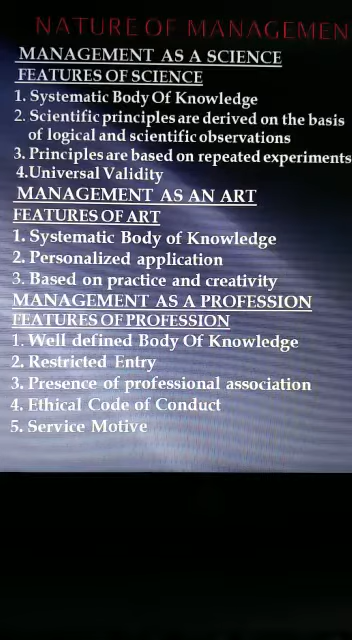 NATURE OF MANAGEMEN
MANAGEMENT AS A SCIENCE
FEATURES OF SCIENCE
1. Systematic Body Of Knowledge
2. Scientific principles are derived on the basis
of logical and scientific observations
3. Principles are based on repeated experiments
4.Universal Validity
MANAGEMENT AS AN ART
FEATURES OF ART
1. Systematic Body of Knowledge
2. Personalized application
3. Based on practice and creativity
MANAGEMENT AS A PROFESSION
FEATURES OF PROFESSION
1. Well defined Body Of Knowledge
2. Restricted Entry
3. Presence of professional association
4. Ethical Code of Conduct
5. Service Motive